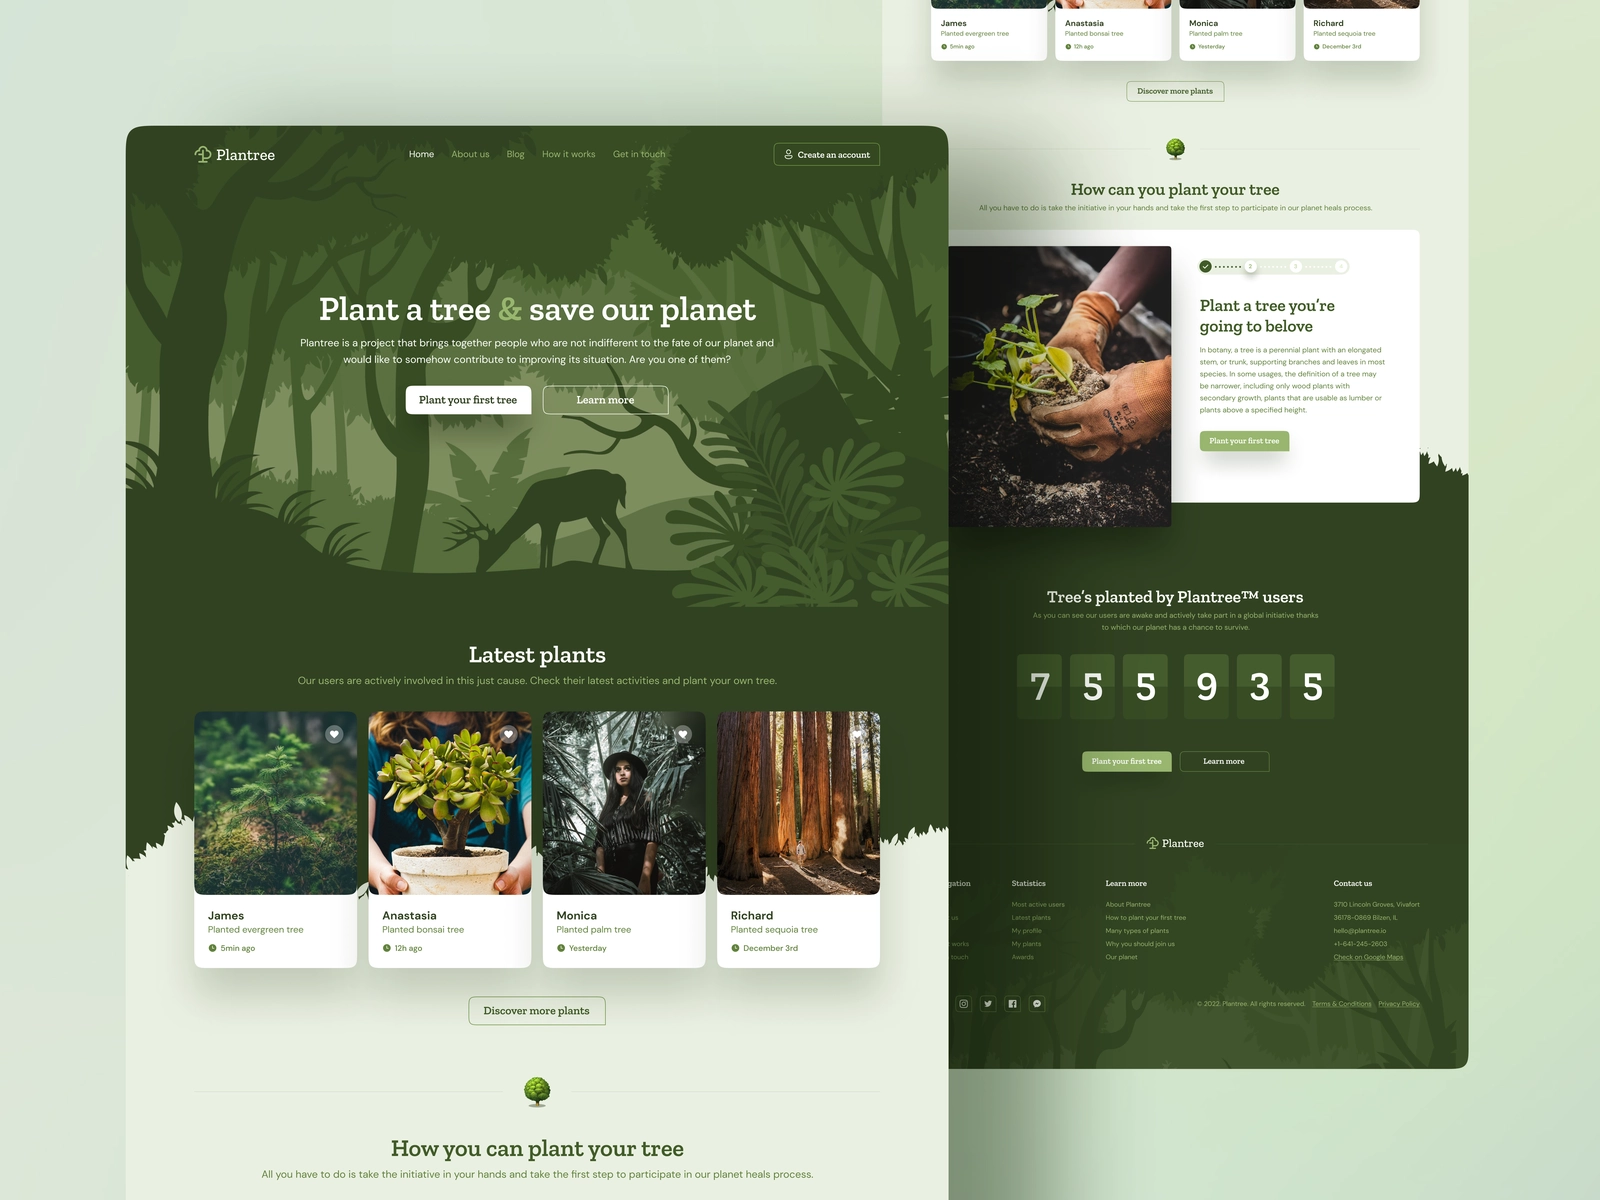 Plantree
Home
About us
Blog
How it works
Get in touch
Create an account
Plant a tree & save our planet
Plantree is a project that brings together people who are not indifferent to the fate of our planet and
would like to somehow contribute to improving its situation. Are you one of them?
Plant your first tree
Learn more
Latest plants
Our users are actively involved in this just cause. Check their latest activities and plant your own tree.
James
Planted evergreen tree
5min ago
Anastasia
Planted bonsai tree
12h ago
Monica
Planted palm tree
Yesterday
Richard
Planted sequoia tree
December 3rd
Discover more plants
How you can plant your tree
All you have to do is take the initiative in your hands and take the first step to participate in our planet heals process.
James
Planted evergreen tree
5min ago
Anastasia
Planted bonsai tree
12h ago
Monica
Planted palm tree
Yesterday
Richard
Planted sequoia tree
December 3rd
Discover more plants
How can you plant your tree
All you have to do is take the initiative in your hands and take the first step to participate in our planet heals process.
2
3
Plant a tree you're
going to belove
In botany, a tree is a perennial plant with an elongated
stem, or trunk, supporting branches and leaves in most
species. In some usages, the definition of a tree may
be narrower, including only wood plants with
secondary growth, plants that are usable as lumber or
plants above a specified height.
Plant your first tree
Tree's planted by Plantree™ users
As you can see our users are awake and actively take part in a global initiative thanks
to which our planet has a chance to survive.
7 5 5 9 3 5
Plant your first tree
Learn more
Plantree
gation
us
works
touch
Statistics
Most active users
Latest plants
My profile
My plants
Awards
Learn more
About Plantree
How to plant your first tree
Many types of plants
Why you should join us
Our planet
Contact us
3710 Lincoln Groves, Vivafort
36178-0869 Bilzen, IL
hello@plantree.io
+1-641-245-2603
Check on Google Maps
© 2022, Plantree. All rights reserved.
Terms & Conditions
Privacy Policy